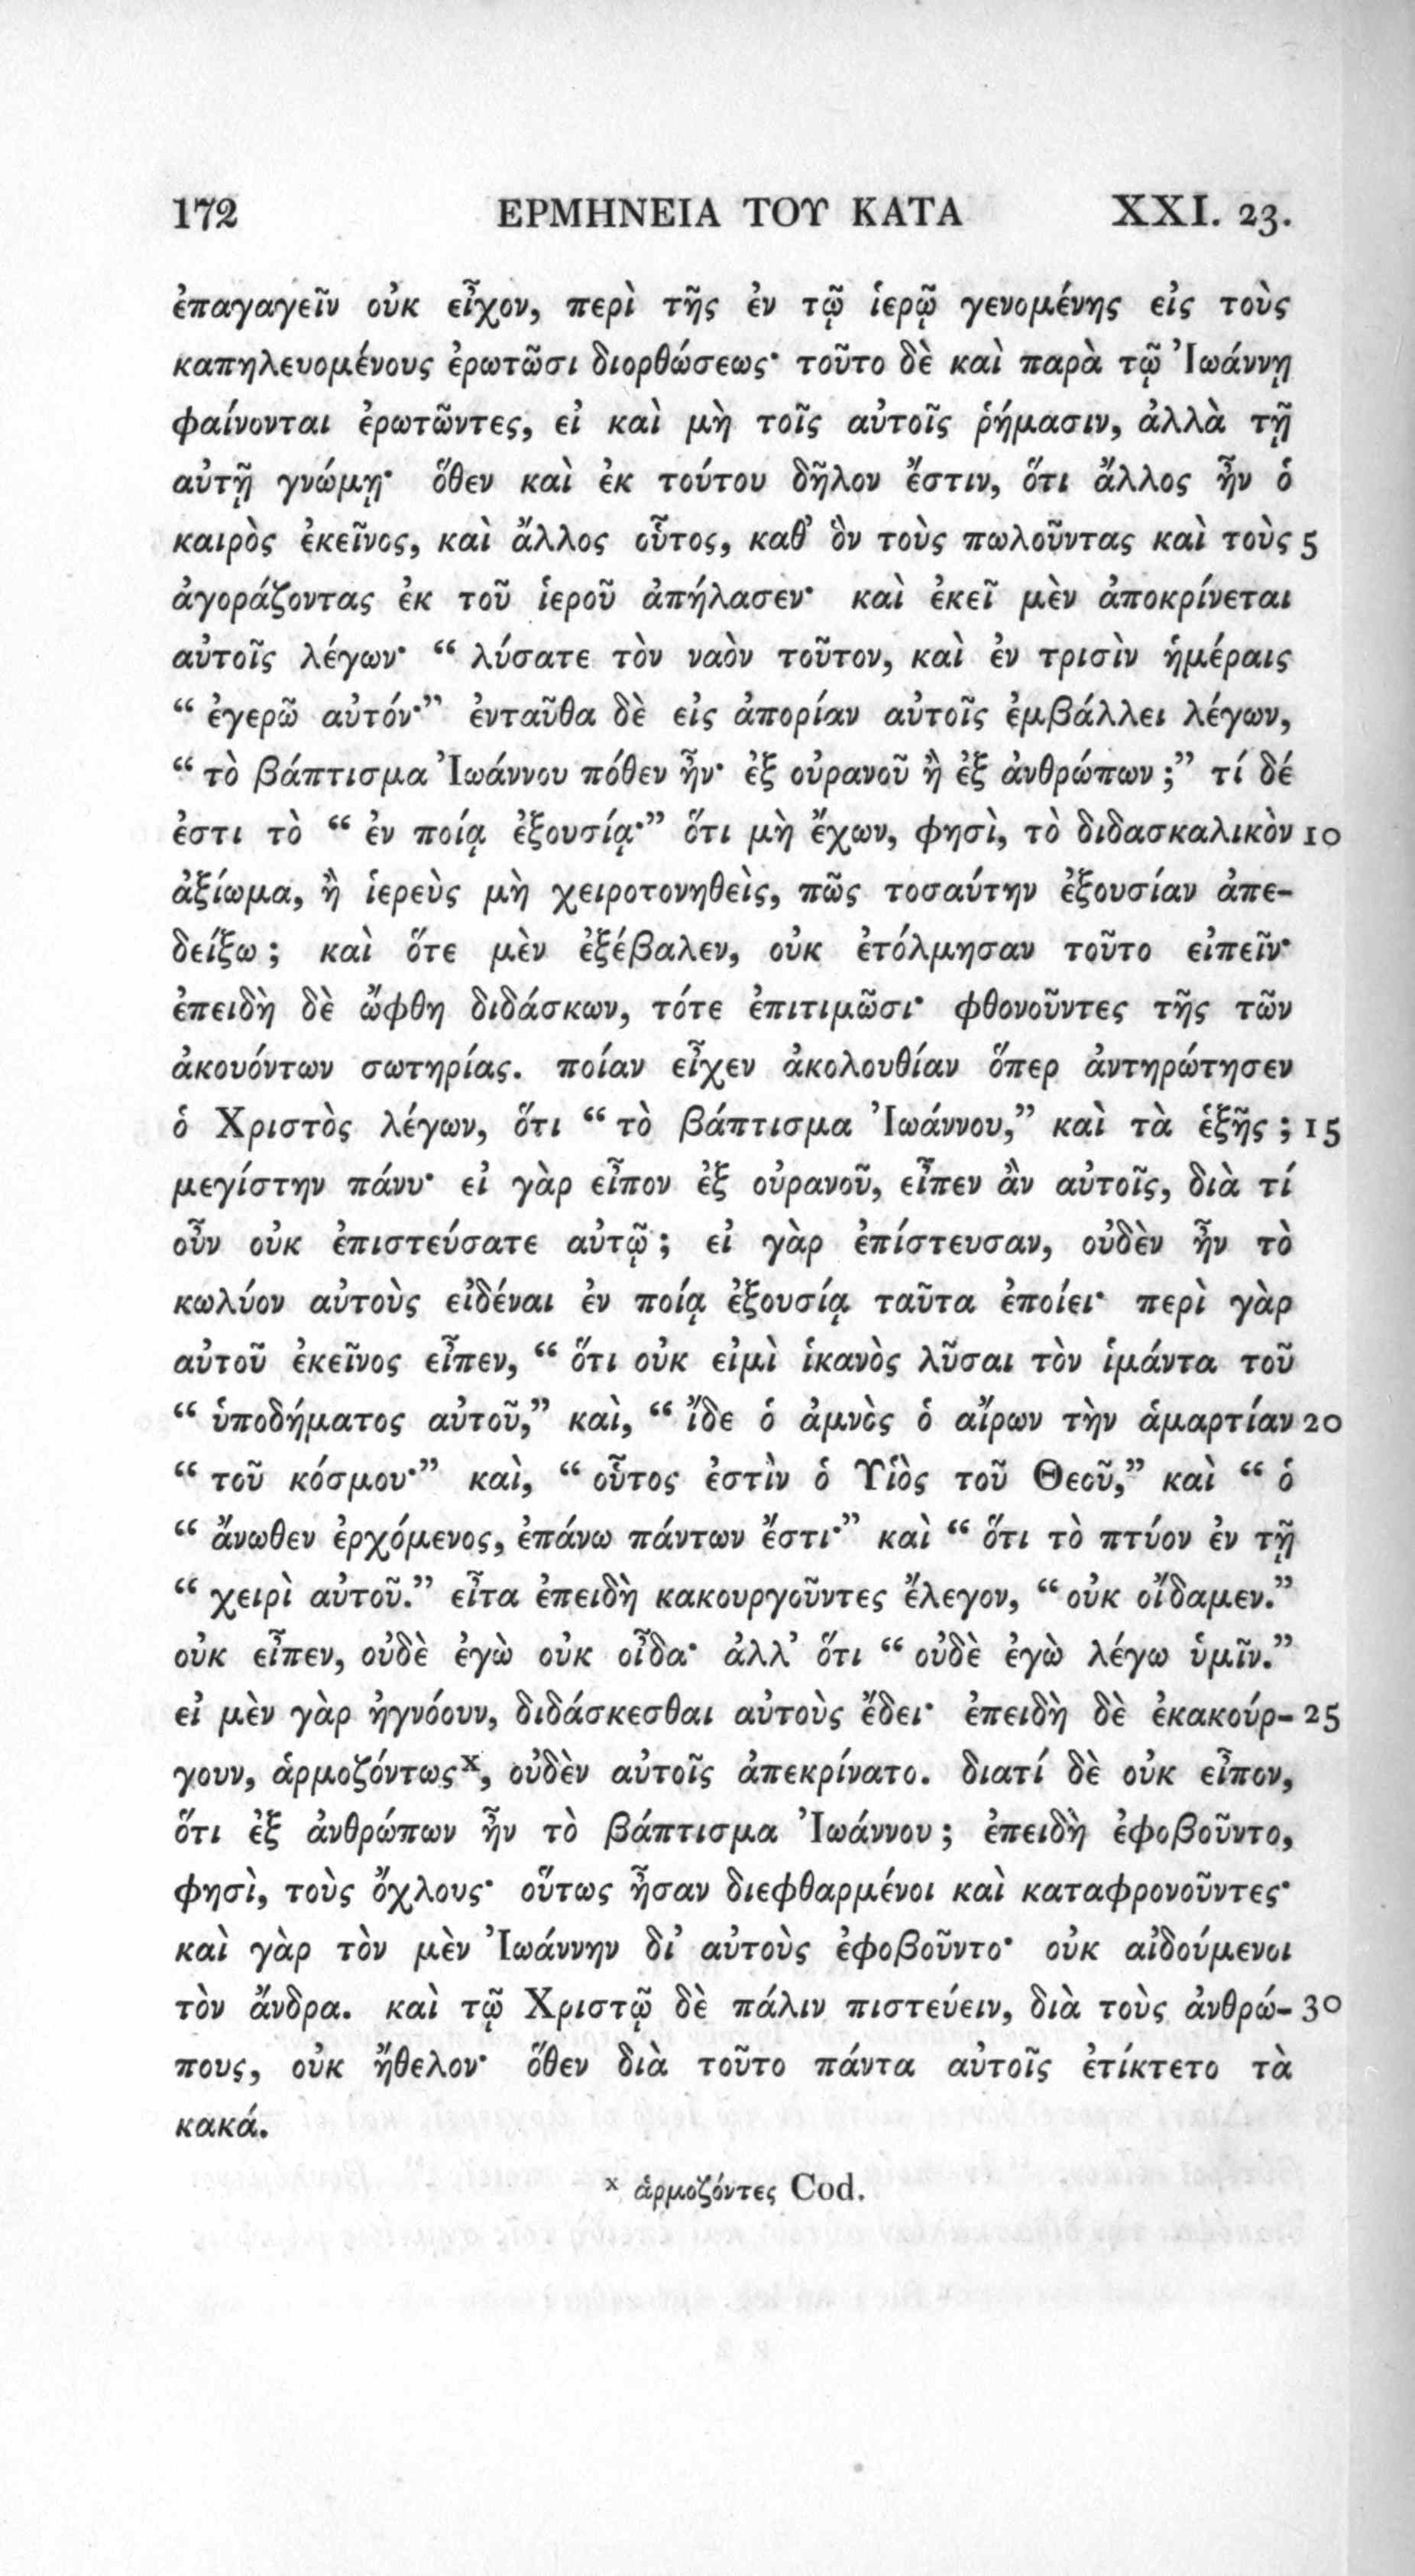 172 ΕΡΜΗΝΕΙΑ ΤΟΥ ΚΑΤΑ XXI. 23.
ἐπαγαγεῖν οὐκ εἶχον, περὶ τῆς ἐν τῷ ἱερῷ γενομένης εἰς τοὺς
καπηλευομένους ἐρωτῶσι διορθώσεως· τοῦτο δὲ καὶ παρὰ τῷ Ἰωάννῃ
φαίνονται ἐρωτῶντες, εἰ καὶ μὴ τοῖς αὐτοῖς ῥήμασιν, ἀλλὰ τῇ
αὐτῇ γνώμῃ· ὅθεν καὶ ἐκ τούτου δῆλον ἔστιν, ὅτι ἄλλος ἦν ὁ
καιρὸς ἐκεῖνος, καὶ ἄλλος οὗτος, καθ' ὃν τοὺς πωλοῦντας καὶ τοὺς 5
ἀγοράζοντας ἐκ τοῦ ἱεροῦ ἀπήλασεν· καὶ ἐκεῖ μὲν ἀποκρίνεται
αὐτοῖς λέγων· “ λύσατε τὸν ναὸν τοῦτον, καὶ ἐν τρισὶν ἡμέραις
“ ἐγερῶ αὐτόν·” ἐνταῦθα δὲ εἰς ἀπορίαν αὐτοῖς ἐμβάλλει λέγων,
“ τὸ βάπτισμα Ἰωάννου πόθεν ἦν· ἐξ οὐρανοῦ ἢ ἐξ ἀνθρώπων ;” τί δέ
ἐστι τὸ “ ἐν ποίᾳ ἐξουσίᾳ·” ὅτι μὴ ἔχων, φησὶ, τὸ διδασκαλικὸν 10
ἀξίωμα, ἢ ἱερεὺς μὴ χειροτονηθεὶς, πῶς τοσαύτην ἐξουσίαν ἀπε-
δείξω ; καὶ ὅτε μὲν ἐξέβαλεν, οὐκ ἐτόλμησαν τοῦτο εἰπεῖν·
ἐπειδὴ δὲ ὤφθη διδάσκων, τότε ἐπιτιμῶσι· φθονοῦντες τῆς τῶν
ἀκουόντων σωτηρίας. ποίαν εἶχεν ἀκολουθίαν ὅπερ ἀντηρώτησεν
ὁ Χριστὸς λέγων, ὅτι “ τὸ βάπτισμα Ἰωάννου,” καὶ τὰ ἑξῆς ; 15
μεγίστην πάνυ· εἰ γὰρ εἶπον ἐξ οὐρανοῦ, εἶπεν ἂν αὐτοῖς, διὰ τί
οὖν οὐκ ἐπιστεύσατε αὐτῷ ; εἰ γὰρ ἐπίστευσαν, οὐδὲν ἦν τὸ
κωλύον αὐτοὺς εἰδέναι ἐν ποίᾳ ἐξουσίᾳ ταῦτα ἐποίει· περὶ γὰρ
αὐτοῦ ἐκεῖνος εἶπεν, “ ὅτι οὐκ εἰμὶ ἱκανὸς λῦσαι τὸν ἱμάντα τοῦ
“ ὑποδήματος αὐτοῦ,” καὶ, “ ἴδε ὁ ἀμνὸς ὁ αἴρων τὴν ἁμαρτίαν 20
“ τοῦ κόσμου·” καὶ, “ οὗτος ἐστὶν ὁ Υἱὸς τοῦ Θεοῦ,” καὶ “ ὁ
“ ἄνωθεν ἐρχόμενος, ἐπάνω πάντων ἔστι·” καὶ “ ὅτι τὸ πτύον ἐν τῇ
“ χειρὶ αὐτοῦ.” εἶτα ἐπειδὴ κακουργοῦντες ἔλεγον, “ οὐκ οἴδαμεν.”
οὐκ εἶπεν, οὐδὲ ἐγὼ οὐκ οἶδα· ἀλλ' ὅτι “ οὐδὲ ἐγὼ λέγω ὑμῖν.”
εἰ μὲν γὰρ ἠγνόουν, διδάσκεσθαι αὐτοὺς ἔδει· ἐπειδὴ δὲ ἐκακούρ- 25
γουν, ἁρμοζόντως ˣ, οὐδὲν αὐτοῖς ἀπεκρίνατο. διατί δὲ οὐκ εἶπον,
ὅτι ἐξ ἀνθρώπων ἦν τὸ βάπτισμα Ἰωάννου ; ἐπειδὴ ἐφοβοῦντο,
φησὶ, τοὺς ὄχλους· οὕτως ἦσαν διεφθαρμένοι καὶ καταφρονοῦντες·
καὶ γὰρ τὸν μὲν Ἰωάννην δι' αὐτοὺς ἐφοβοῦντο· οὐκ αἰδούμενοι
τὸν ἄνδρα. καὶ τῷ Χριστῷ δὲ πάλιν πιστεύειν, διὰ τοὺς ἀνθρώ- 30
πους, οὐκ ἤθελον· ὅθεν διὰ τοῦτο πάντα αὐτοῖς ἐτίκτετο τὰ
κακά.
ˣ ἁρμοζόντες Cod.